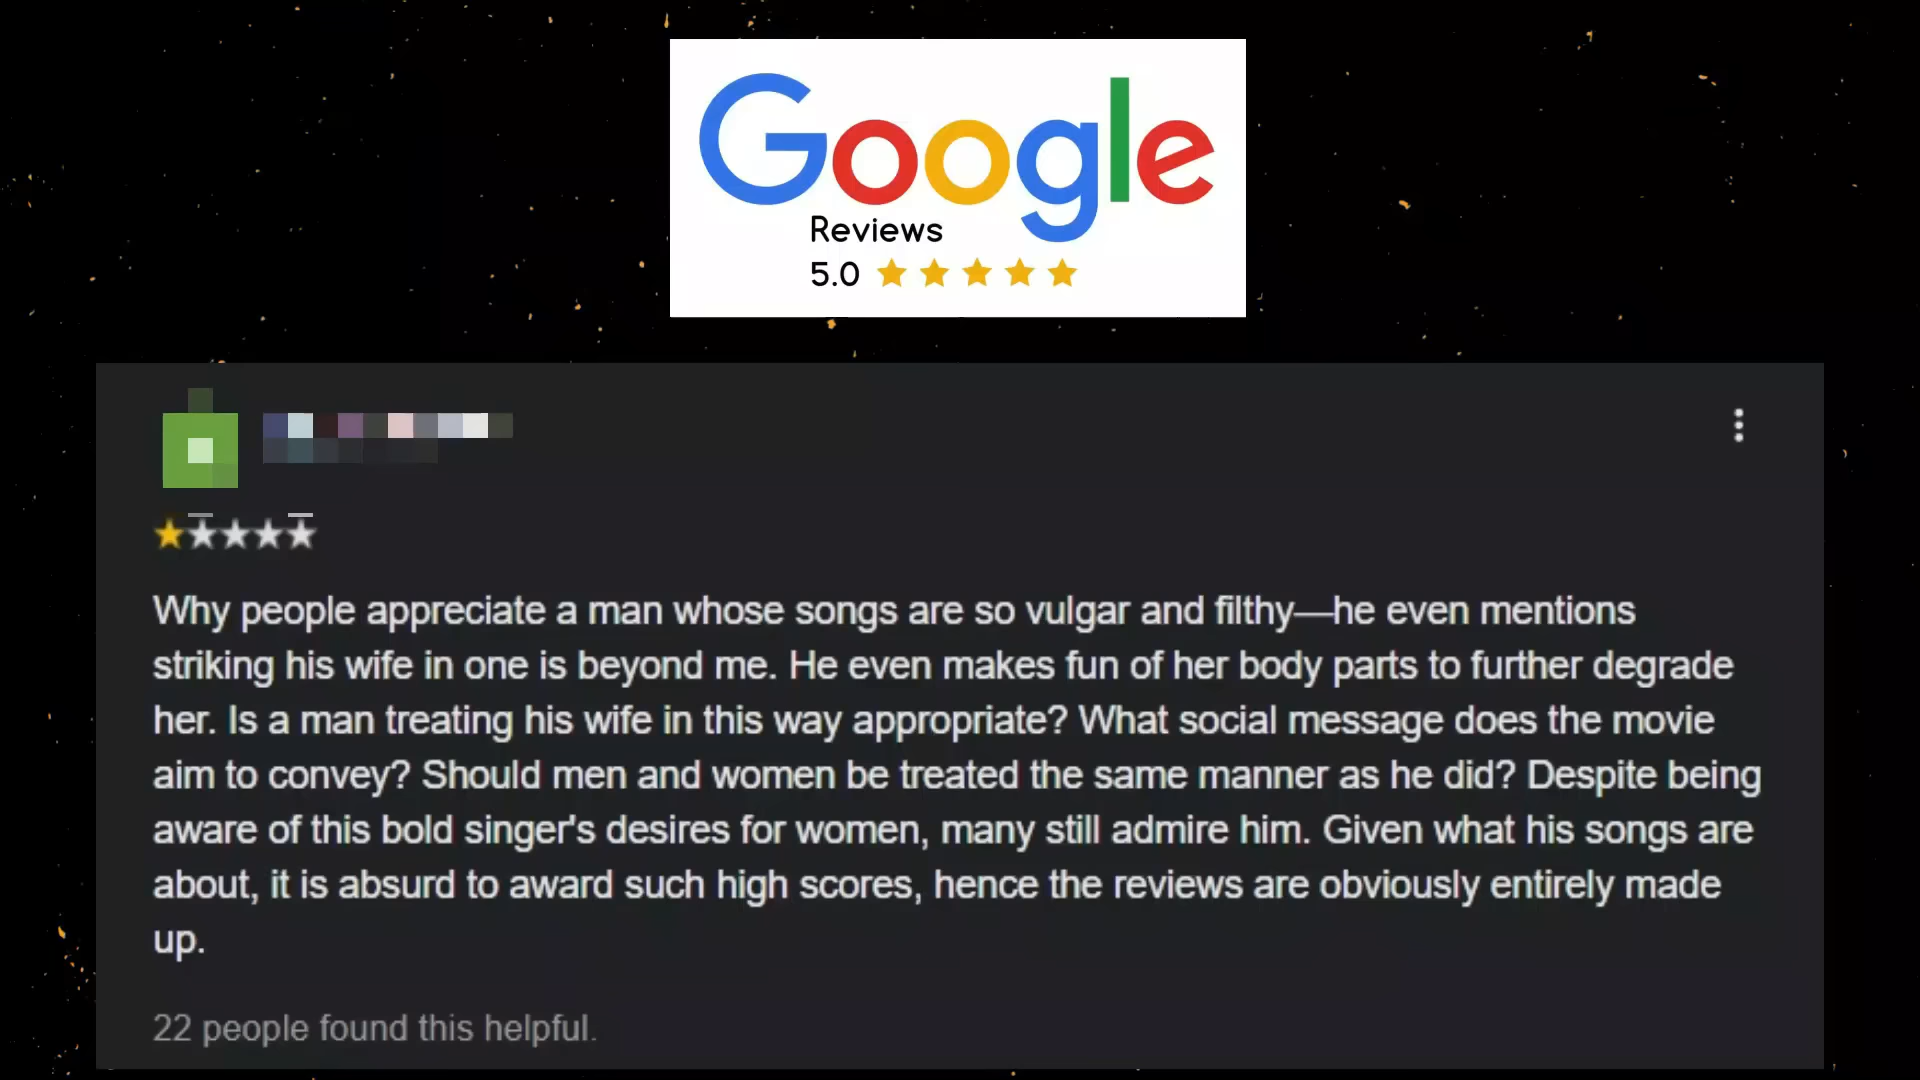 Google
Reviews
5.0
Why people appreciate a man whose songs are so vulgar and filthy—he even mentions
striking his wife in one is beyond me. He even makes fun of her body parts to further degrade
her. Is a man treating his wife in this way appropriate? What social message does the movie
aim to convey? Should men and women be treated the same manner as he did? Despite being
aware of this bold singer's desires for women, many still admire him. Given what his songs are
about, it is absurd to award such high scores, hence the reviews are obviously entirely made
up.
22 people found this helpful.